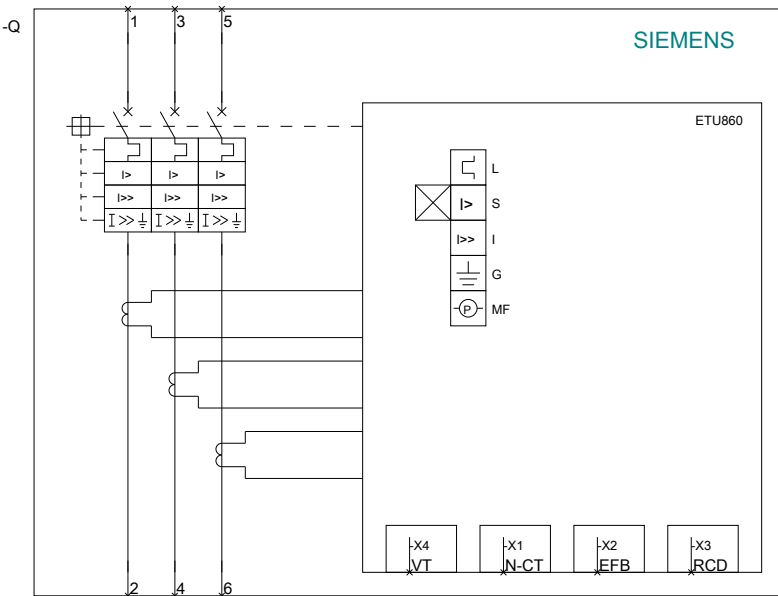 -Q
1 3 5
SIEMENS
ETU860
L
I> I> I>
I> S
I>> I>> I>>
I>> I
I>> I>> I>>
G
P MF
-X4 -X1 -X2 -X3
VT N-CT EFB RCD
2 4 6